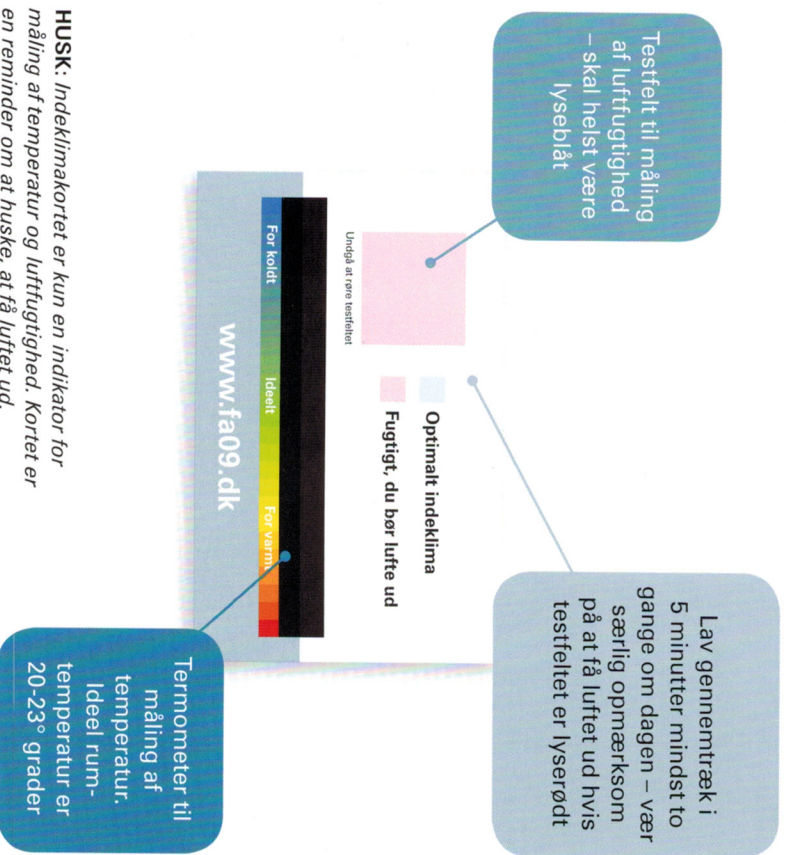 Testfelt til måling
af luftfugtighed
– skal helst være
lyseblåt
Lav gennemtræk i
5 minutter mindst to
gange om dagen – vær
særlig opmærksom
på at få luftet ud hvis
testfeltet er lyserødt
Optimalt indeklima
Fugtigt, du bør lufte ud
Undgå at røre testfeltet
For koldt
Ideelt
For varmt
www.fa09.dk
Termometer til
måling af
temperatur.
Ideel rum-
temperatur er
20-23° grader
HUSK: Indeklimakortet er kun en indikator for
måling af temperatur og luftfugtighed. Kortet er
en reminder om at huske, at få luftet ud.